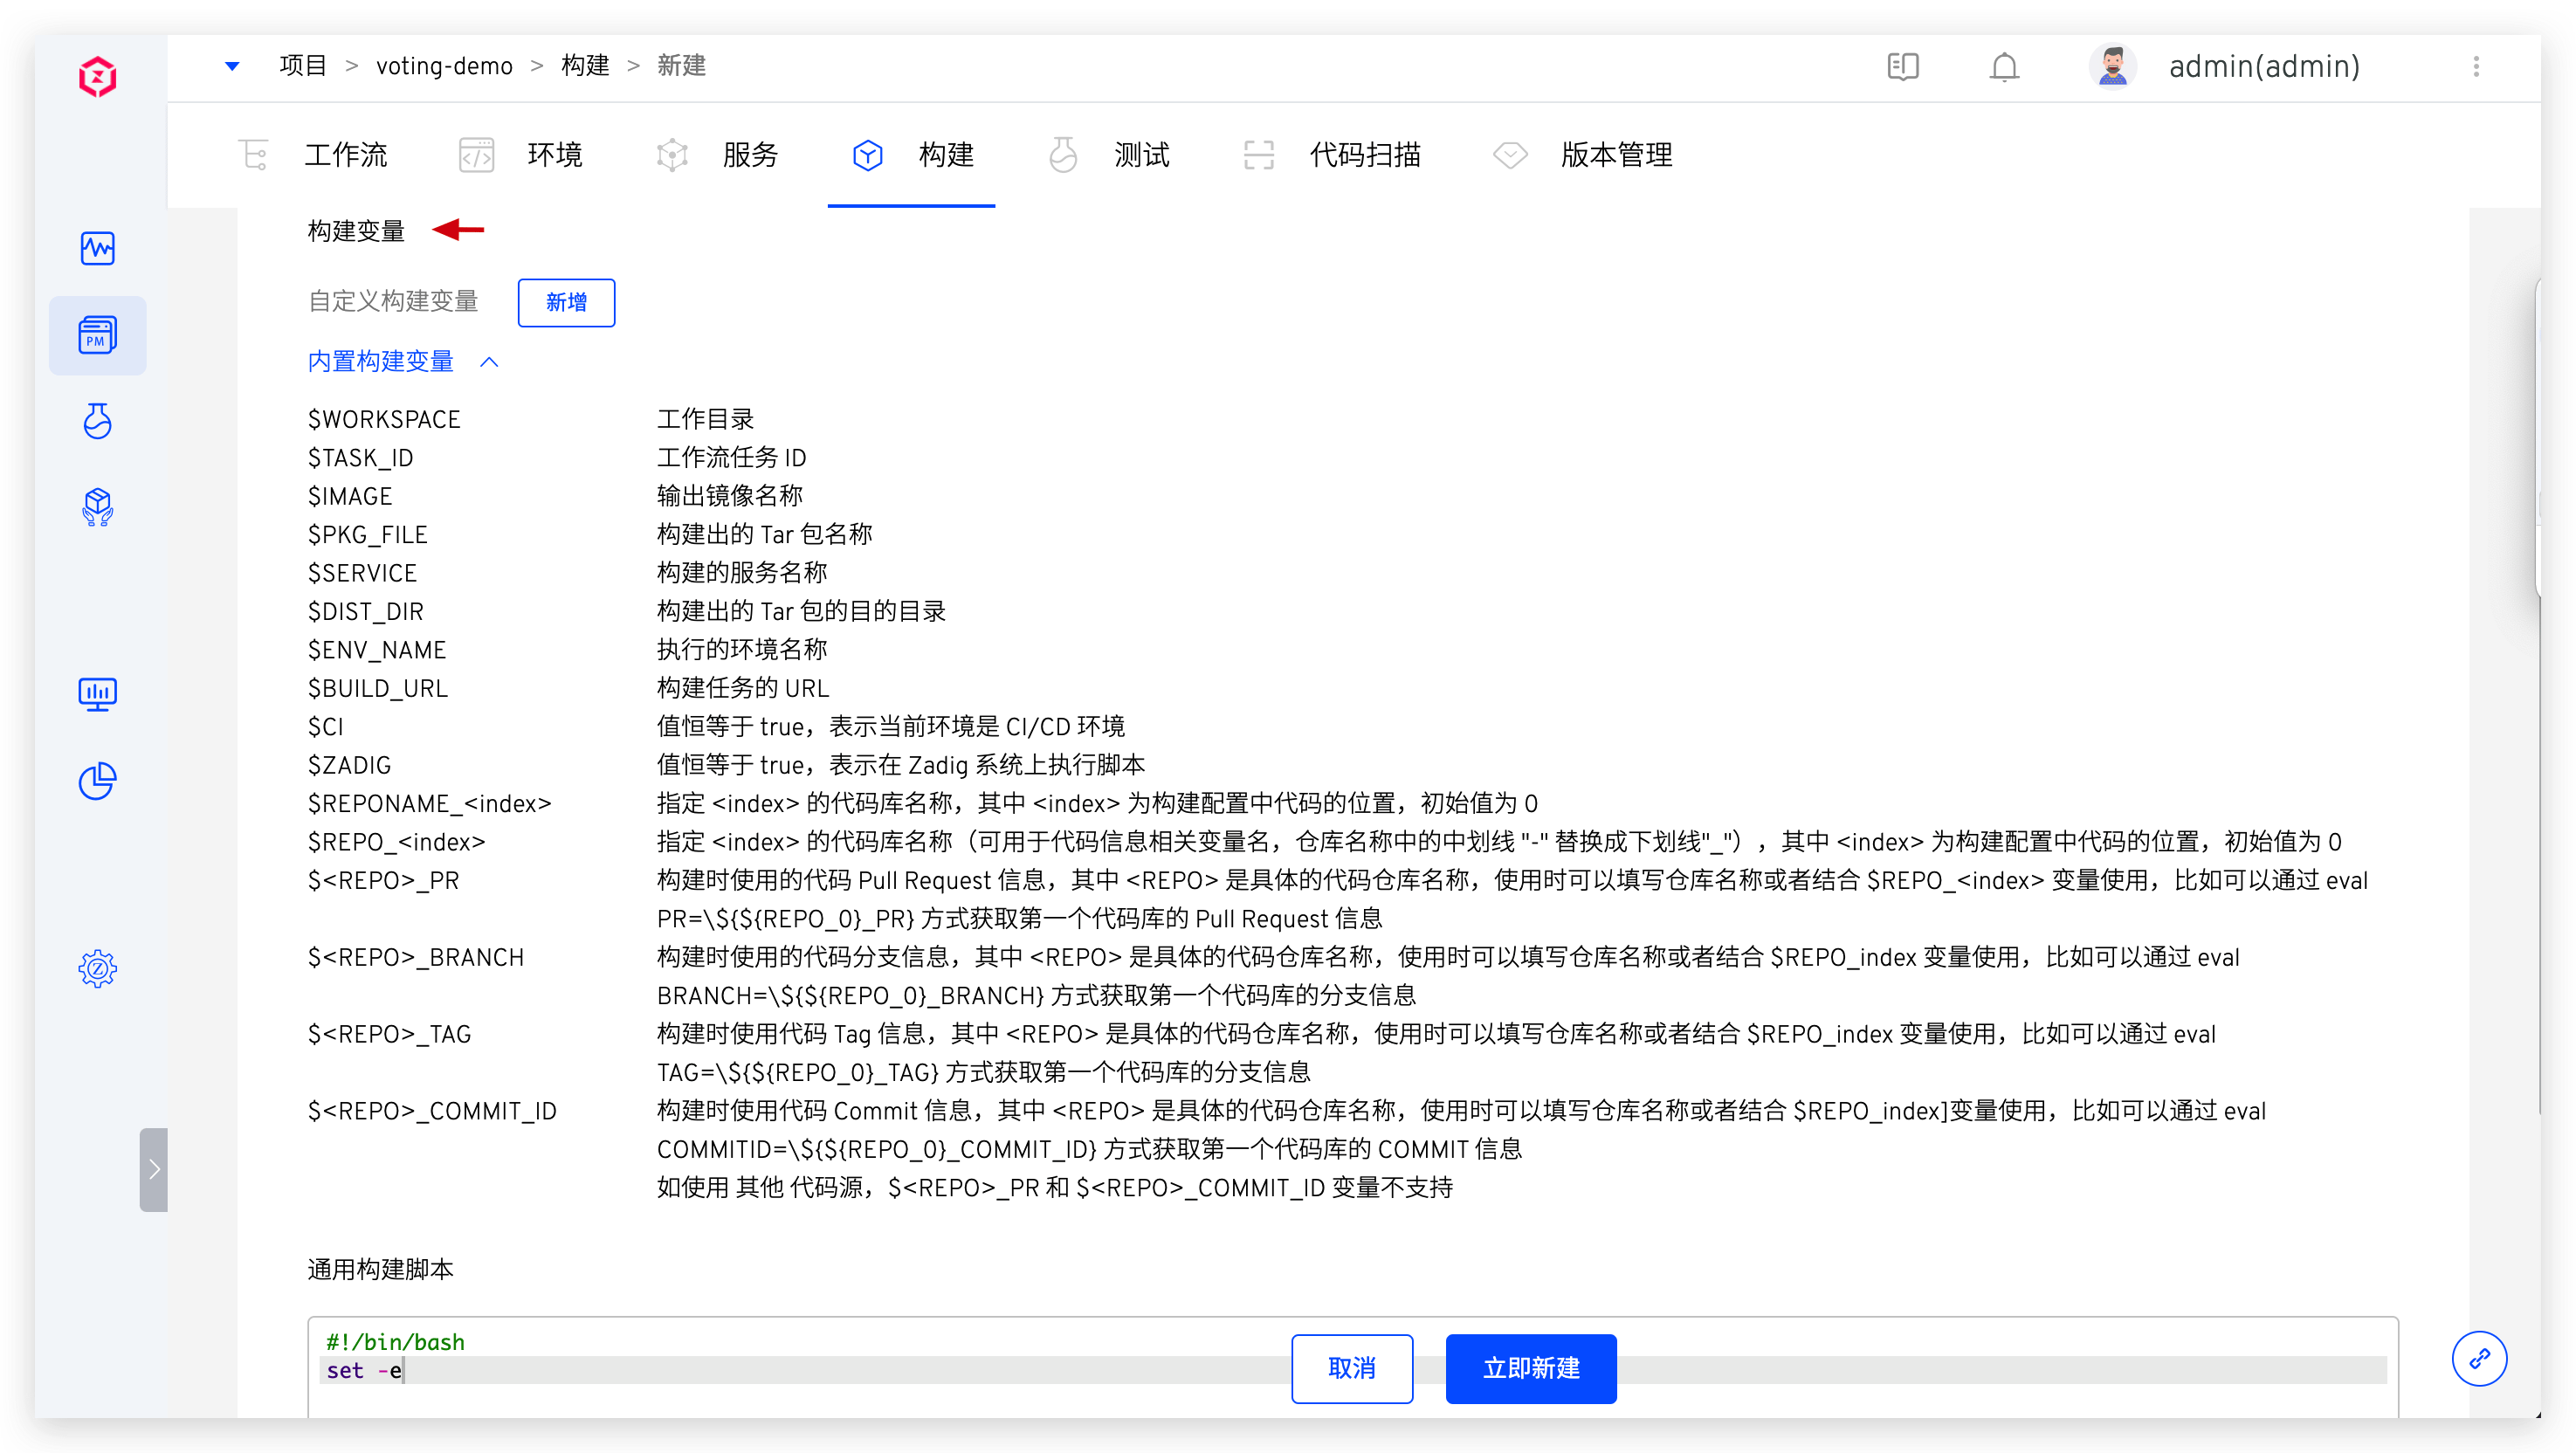 项目 > voting-demo > 构建 > 新建
admin(admin)
工作流 环境 服务 构建 测试 代码扫描 版本管理
PM
构建变量
自定义构建变量 新增
内置构建变量
$WORKSPACE 工作目录
$TASK_ID 工作流任务 ID
$IMAGE 输出镜像名称
$PKG_FILE 构建出的 Tar 包名称
$SERVICE 构建的服务名称
$DIST_DIR 构建出的 Tar 包的目的目录
$ENV_NAME 执行的环境名称
$BUILD_URL 构建任务的 URL
$CI 值恒等于 true，表示当前环境是 CI/CD 环境
$ZADIG 值恒等于 true，表示在 Zadig 系统上执行脚本
$REPONAME_<index> 指定 <index> 的代码库名称，其中 <index> 为构建配置中代码的位置，初始值为 0
$REPO_<index> 指定 <index> 的代码库名称（可用于代码信息相关变量名，仓库名称中的中划线 "-" 替换成下划线"_"），其中 <index> 为构建配置中代码的位置，初始值为 0
$<REPO>_PR 构建时使用的代码 Pull Request 信息，其中 <REPO> 是具体的代码仓库名称，使用时可以填写仓库名称或者结合 $REPO_<index> 变量使用，比如可以通过 eval
PR=\${${REPO_0}_PR} 方式获取第一个代码库的 Pull Request 信息
$<REPO>_BRANCH 构建时使用的代码分支信息，其中 <REPO> 是具体的代码仓库名称，使用时可以填写仓库名称或者结合 $REPO_index 变量使用，比如可以通过 eval
BRANCH=\${${REPO_0}_BRANCH} 方式获取第一个代码库的分支信息
$<REPO>_TAG 构建时使用代码 Tag 信息，其中 <REPO> 是具体的代码仓库名称，使用时可以填写仓库名称或者结合 $REPO_index 变量使用，比如可以通过 eval
TAG=\${${REPO_0}_TAG} 方式获取第一个代码库的分支信息
$<REPO>_COMMIT_ID 构建时使用代码 Commit 信息，其中 <REPO> 是具体的代码仓库名称，使用时可以填写仓库名称或者结合 $REPO_index]变量使用，比如可以通过 eval
COMMITID=\${${REPO_0}_COMMIT_ID} 方式获取第一个代码库的 COMMIT 信息
如使用 其他 代码源，$<REPO>_PR 和 $<REPO>_COMMIT_ID 变量不支持
通用构建脚本
#!/bin/bash
set -e
取消 立即新建